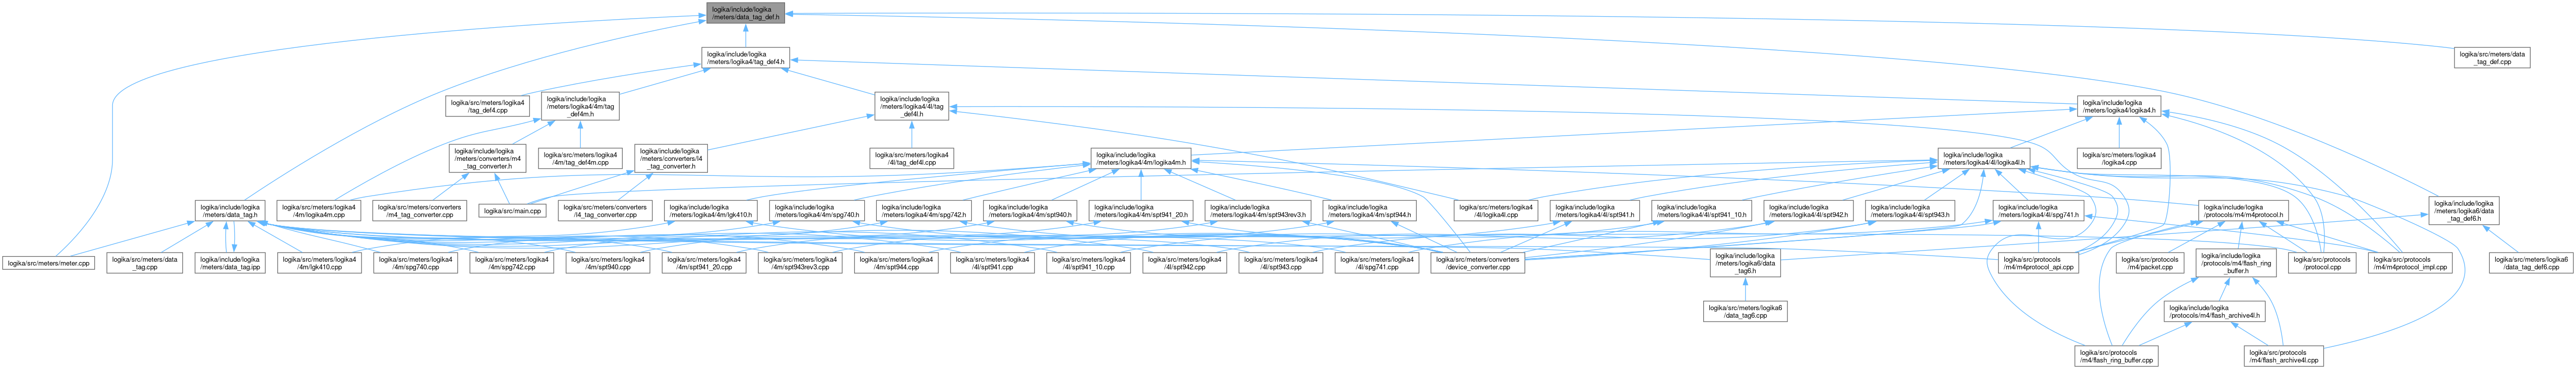 logika/include/logika
/meters/data_tag_def.h
logika/include/logika
/meters/logika4/tag_def4.h
logika/src/meters/data
_tag_def.cpp
logika/src/meters/logika4
/tag_def4.cpp
logika/include/logika
/meters/logika4/4m/tag
_def4m.h
logika/include/logika
/meters/logika4/4l/tag
_def4l.h
logika/include/logika
/meters/logika4/logika4.h
logika/include/logika
/meters/converters/m4
_tag_converter.h
logika/src/meters/logika4
/4m/tag_def4m.cpp
logika/include/logika
/meters/converters/l4
_tag_converter.h
logika/src/meters/logika4
/4l/tag_def4l.cpp
logika/include/logika
/meters/logika4/4m/logika4m.h
logika/include/logika
/meters/logika4/4l/logika4l.h
logika/src/meters/logika4
/logika4.cpp
logika/include/logika
/meters/data_tag.h
logika/src/meters/logika4
/4m/logika4m.cpp
logika/src/meters/converters
/m4_tag_converter.cpp
logika/src/main.cpp
logika/src/meters/converters
/l4_tag_converter.cpp
logika/include/logika
/meters/logika4/4m/lgk410.h
logika/include/logika
/meters/logika4/4m/spg740.h
logika/include/logika
/meters/logika4/4m/spg742.h
logika/include/logika
/meters/logika4/4m/spt940.h
logika/include/logika
/meters/logika4/4m/spt941_20.h
logika/include/logika
/meters/logika4/4m/spt943rev3.h
logika/include/logika
/meters/logika4/4m/spt944.h
logika/src/meters/logika4
/4l/logika4l.cpp
logika/include/logika
/meters/logika4/4l/spt941.h
logika/include/logika
/meters/logika4/4l/spt941_10.h
logika/include/logika
/meters/logika4/4l/spt942.h
logika/include/logika
/meters/logika4/4l/spt943.h
logika/include/logika
/meters/logika4/4l/spg741.h
logika/include/logika
/protocols/m4/m4protocol.h
logika/include/logika
/meters/logika6/data
_tag_def6.h
logika/src/meters/meter.cpp
logika/src/meters/data
_tag.cpp
logika/include/logika
/meters/data_tag.ipp
logika/src/meters/logika4
/4m/lgk410.cpp
logika/src/meters/logika4
/4m/spg740.cpp
logika/src/meters/logika4
/4m/spg742.cpp
logika/src/meters/logika4
/4m/spt940.cpp
logika/src/meters/logika4
/4m/spt941_20.cpp
logika/src/meters/logika4
/4m/spt943rev3.cpp
logika/src/meters/logika4
/4m/spt944.cpp
logika/src/meters/logika4
/4l/spt941.cpp
logika/src/meters/logika4
/4l/spt941_10.cpp
logika/src/meters/logika4
/4l/spt942.cpp
logika/src/meters/logika4
/4l/spt943.cpp
logika/src/meters/logika4
/4l/spg741.cpp
logika/src/meters/converters
/device_converter.cpp
logika/include/logika
/meters/logika6/data
_tag6.h
logika/src/protocols
/m4/m4protocol_api.cpp
logika/src/protocols
/m4/packet.cpp
logika/include/logika
/protocols/m4/flash_ring
_buffer.h
logika/src/protocols
/protocol.cpp
logika/src/protocols
/m4/m4protocol_impl.cpp
logika/src/meters/logika6
/data_tag_def6.cpp
logika/src/meters/logika6
/data_tag6.cpp
logika/include/logika
/protocols/m4/flash_archive4l.h
logika/src/protocols
/m4/flash_ring_buffer.cpp
logika/src/protocols
/m4/flash_archive4l.cpp